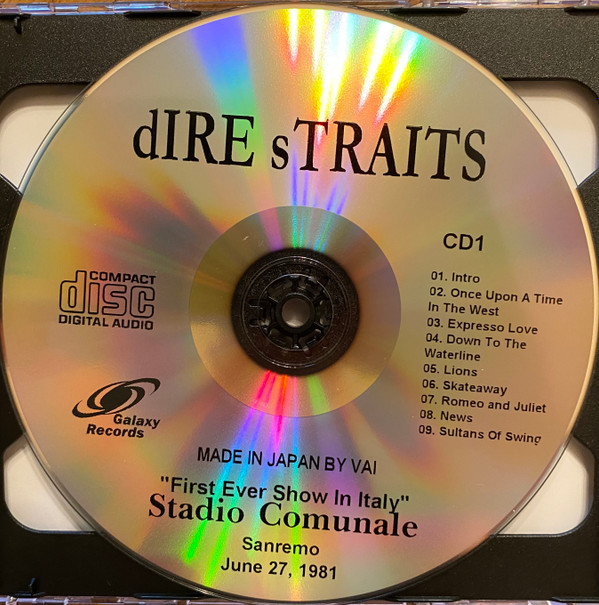 dIRE sTRAITS
CD1
COMPACT
disc
DIGITAL AUDIO
01. Intro
02. Once Upon A Time
In The West
03. Expresso Love
04. Down To The
Waterline
05. Lions
06. Skateaway
07. Romeo and Juliet
08. News
09. Sultans Of Swing
Galaxy
Records
MADE IN JAPAN BY VAI
"First Ever Show In Italy"
Stadio Comunale
Sanremo
June 27, 1981